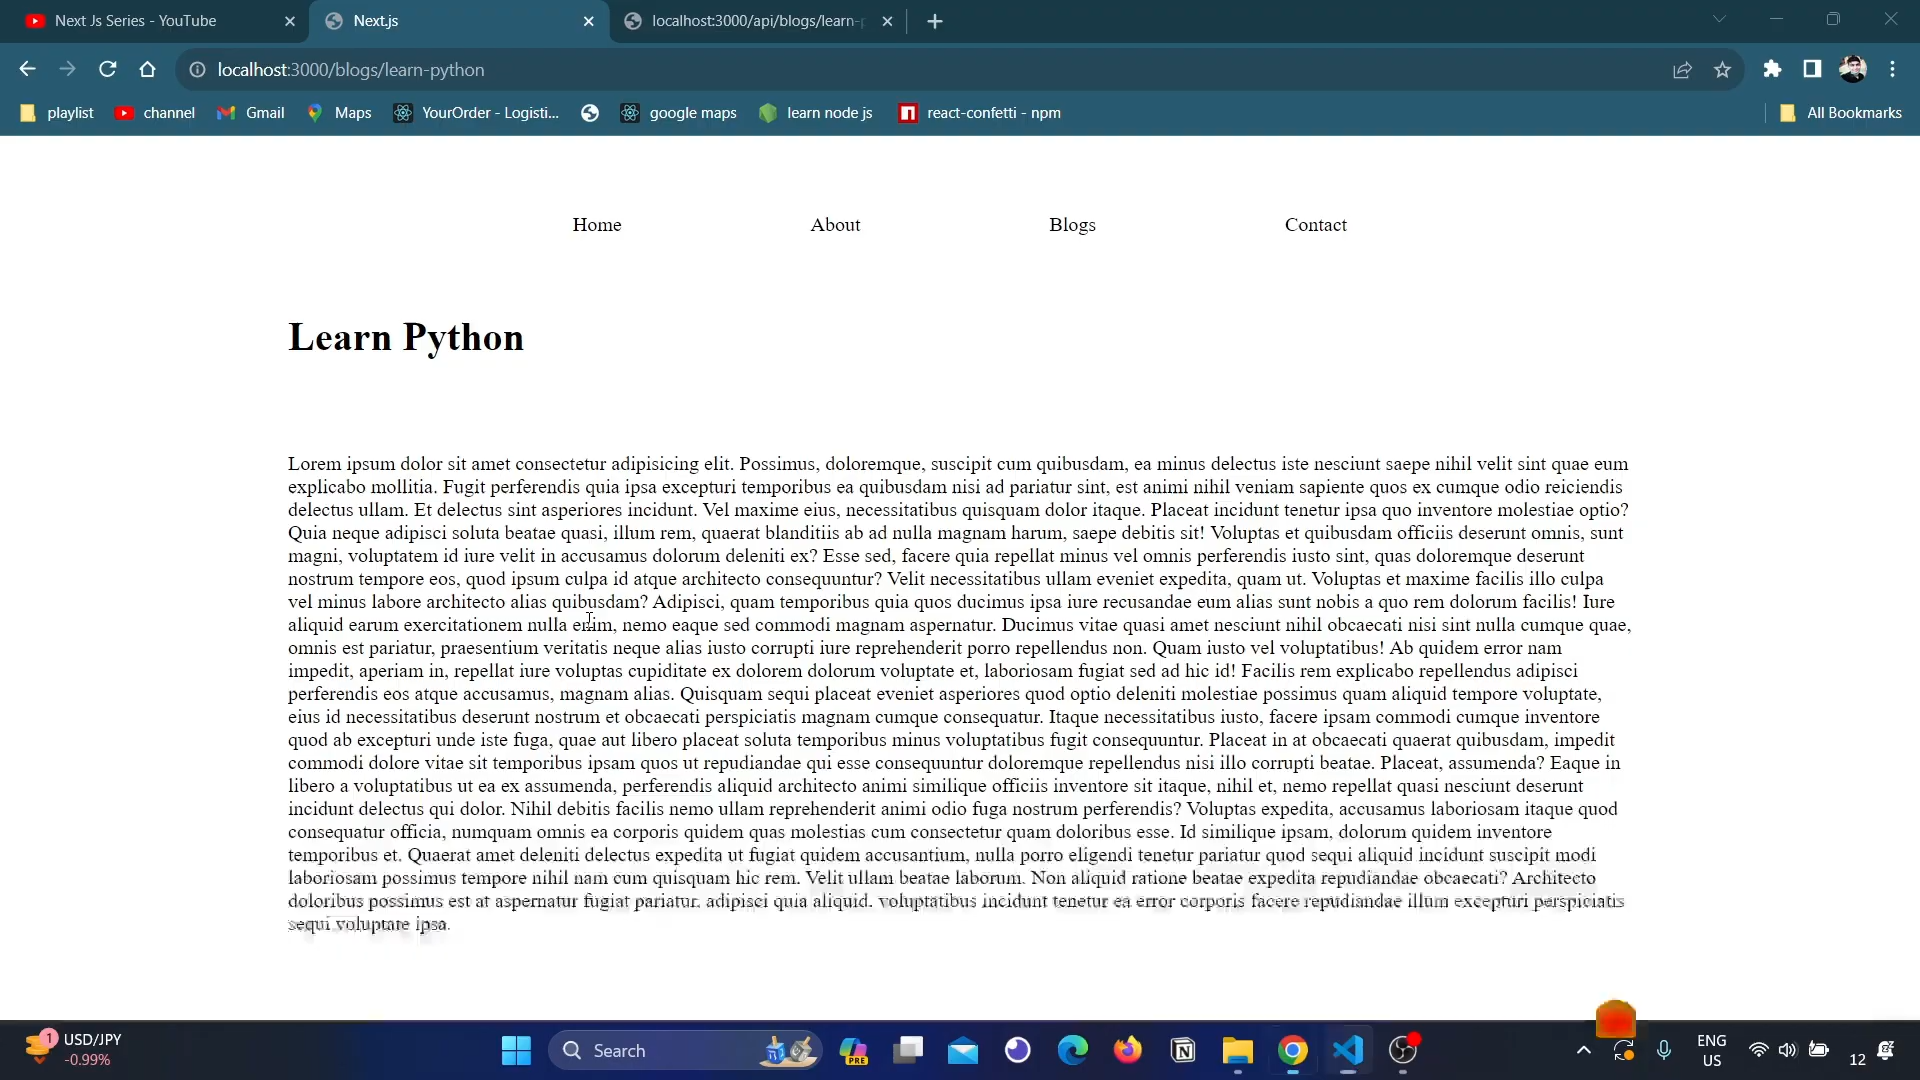 Next Js Series - YouTube
Next.js
localhost:3000/api/blogs/learn-p
localhost:3000/blogs/learn-python
playlist
channel
Gmail
Maps
YourOrder - Logisti...
google maps
learn node js
react-confetti - npm
All Bookmarks
Home
About
Blogs
Contact
Learn Python
Lorem ipsum dolor sit amet consectetur adipisicing elit. Possimus, doloremque, suscipit cum quibusdam, ea minus delectus iste nesciunt saepe nihil velit sint quae eum
explicabo mollitia. Fugit perferendis quia ipsa excepturi temporibus ea quibusdam nisi ad pariatur sint, est animi nihil veniam sapiente quos ex cumque odio reiciendis
delectus ullam. Et delectus sint asperiores incidunt. Vel maxime eius, necessitatibus quisquam dolor itaque. Placeat incidunt tenetur ipsa quo inventore molestiae optio?
Quia neque adipisci soluta beatae quasi, illum rem, quaerat blanditiis ab ad nulla magnam harum, saepe debitis sit! Voluptas et quibusdam officiis deserunt omnis, sunt
magni, voluptatem id iure velit in accusamus dolorum deleniti ex? Esse sed, facere quia repellat minus vel omnis perferendis iusto sint, quas doloremque deserunt
nostrum tempore eos, quod ipsum culpa id atque architecto consequuntur? Velit necessitatibus ullam eveniet expedita, quam ut. Voluptas et maxime facilis illo culpa
vel minus labore architecto alias quibusdam? Adipisci, quam temporibus quia quos ducimus ipsa iure recusandae eum alias sunt nobis a quo rem dolorum facilis! Iure
aliquid earum exercitationem nulla enim, nemo eaque sed commodi magnam aspernatur. Ducimus vitae quasi amet nesciunt nihil obcaecati nisi sint nulla cumque quae,
omnis est pariatur, praesentium veritatis neque alias iusto corrupti iure reprehenderit porro repellendus non. Quam iusto vel voluptatibus! Ab quidem error nam
impedit, aperiam in, repellat iure voluptas cupiditate ex dolorem dolorum voluptate et, laboriosam fugiat sed ad hic id! Facilis rem explicabo repellendus adipisci
perferendis eos atque accusamus, magnam alias. Quisquam sequi placeat eveniet asperiores quod optio deleniti molestiae possimus quam aliquid tempore voluptate,
eius id necessitatibus deserunt nostrum et obcaecati perspiciatis magnam cumque consequatur. Itaque necessitatibus iusto, facere ipsam commodi cumque inventore
quod ab excepturi unde iste fuga, quae aut libero placeat soluta temporibus minus voluptatibus fugit consequuntur. Placeat in at obcaecati quaerat quibusdam, impedit
commodi dolore vitae sit temporibus ipsam quos ut repudiandae qui esse consequuntur doloremque repellendus nisi illo corrupti beatae. Placeat, assumenda? Eaque in
libero a voluptatibus ut ea ex assumenda, perferendis aliquid architecto animi similique officiis inventore sit itaque, nihil et, nemo repellat quasi nesciunt deserunt
incidunt delectus qui dolor. Nihil debitis facilis nemo ullam reprehenderit animi odio fuga nostrum perferendis? Voluptas expedita, accusamus laboriosam itaque quod
consequatur officia, numquam omnis ea corporis quidem quas molestias cum consectetur quam doloribus esse. Id similique ipsam, dolorum quidem inventore
temporibus et. Quaerat amet deleniti delectus expedita ut fugiat quidem accusantium, nulla porro eligendi tenetur pariatur quod sequi aliquid incidunt suscipit modi
laboriosam possimus tempore nihil nam cum quisquam hic rem. Velit ullam beatae laborum. Non aliquid ratione beatae expedita repudiandae obcaecati? Architecto
doloribus possimus est at aspernatur fugiat pariatur, adipisci quia aliquid, voluptatibus incidunt tenetur ea error corporis facere repudiandae illum excepturi perspiciatis
sequi voluptate ipsa.
1
USD/JPY
-0.99%
Search
PRE
ENG
US
12